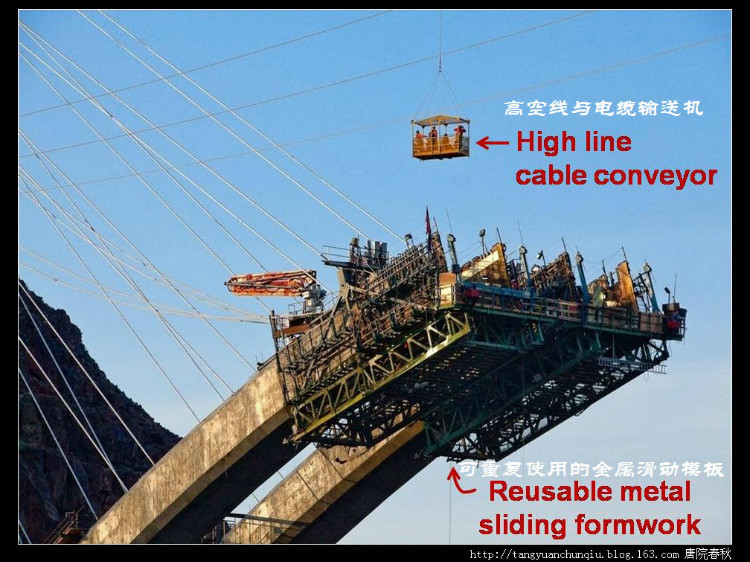 高空线与电缆输送机
High line
cable conveyor
可重复使用的金属滑动模板
Reusable metal
sliding formwork
http://tangyuanchunqiu.blog.163.com 唐院春秋